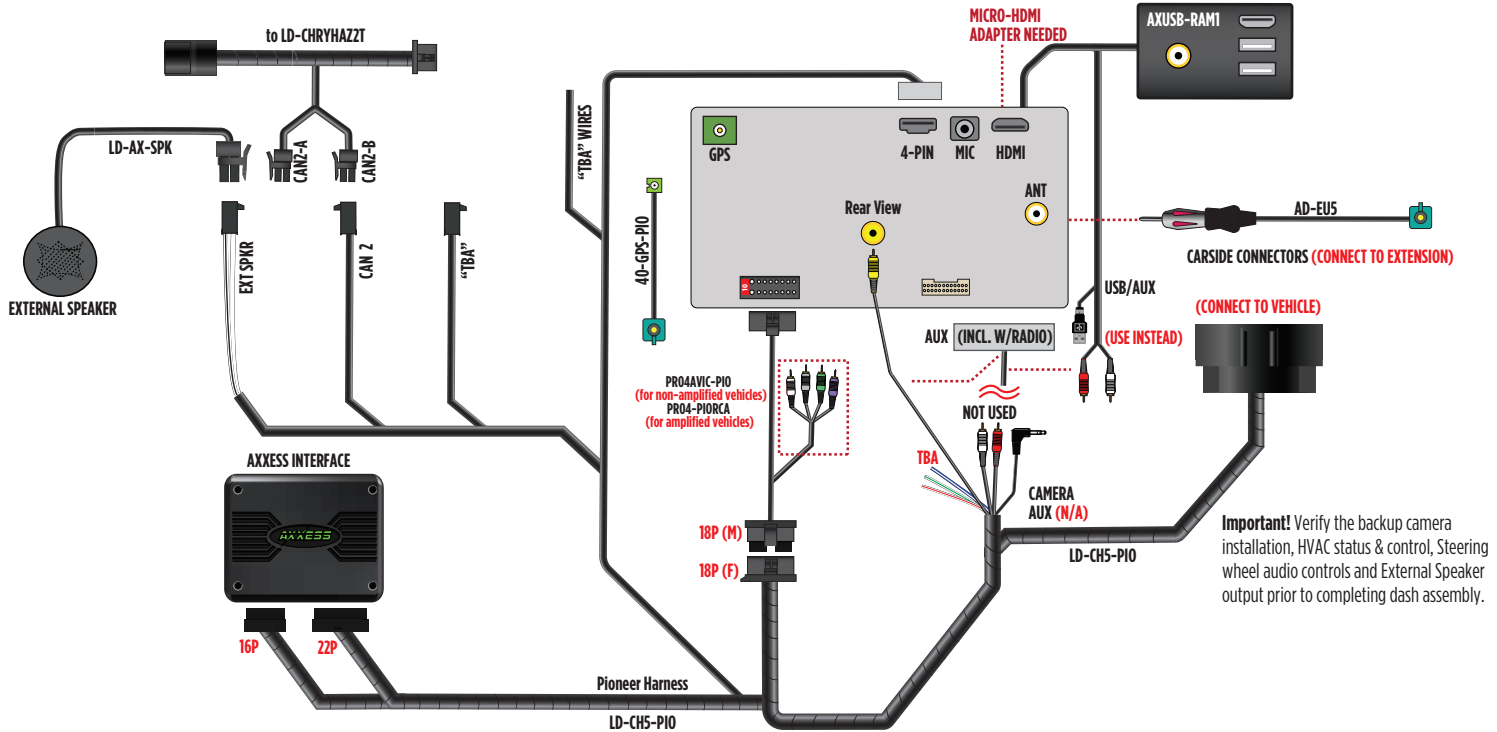 to LD-CHRYHAZ2T
LD-AX-SPK
CAN2-A
CAN2-B
EXTERNAL SPEAKER
EXT SPKR
CAN 2
"TBA"
"TBA" WIRES
40-GPS-PIO
MICRO-HDMI
ADAPTER NEEDED
AXUSB-RAM1
GPS
4-PIN
MIC
HDMI
ANT
Rear View
10
AD-EU5
CARSIDE CONNECTORS (CONNECT TO EXTENSION)
USB/AUX
(USE INSTEAD)
(CONNECT TO VEHICLE)
AUX (INCL. W/RADIO)
NOT USED
PRO4AVIC-PIO
(for non-amplified vehicles)
PRO4-PIORCA
(for amplified vehicles)
TBA
CAMERA
AUX (N/A)
LD-CH5-PIO
Important! Verify the backup camera
installation, HVAC status & control, Steering
wheel audio controls and External Speaker
output prior to completing dash assembly.
AXXESS INTERFACE
AXXESS
18P (M)
18P (F)
16P
22P
Pioneer Harness
LD-CH5-PIO